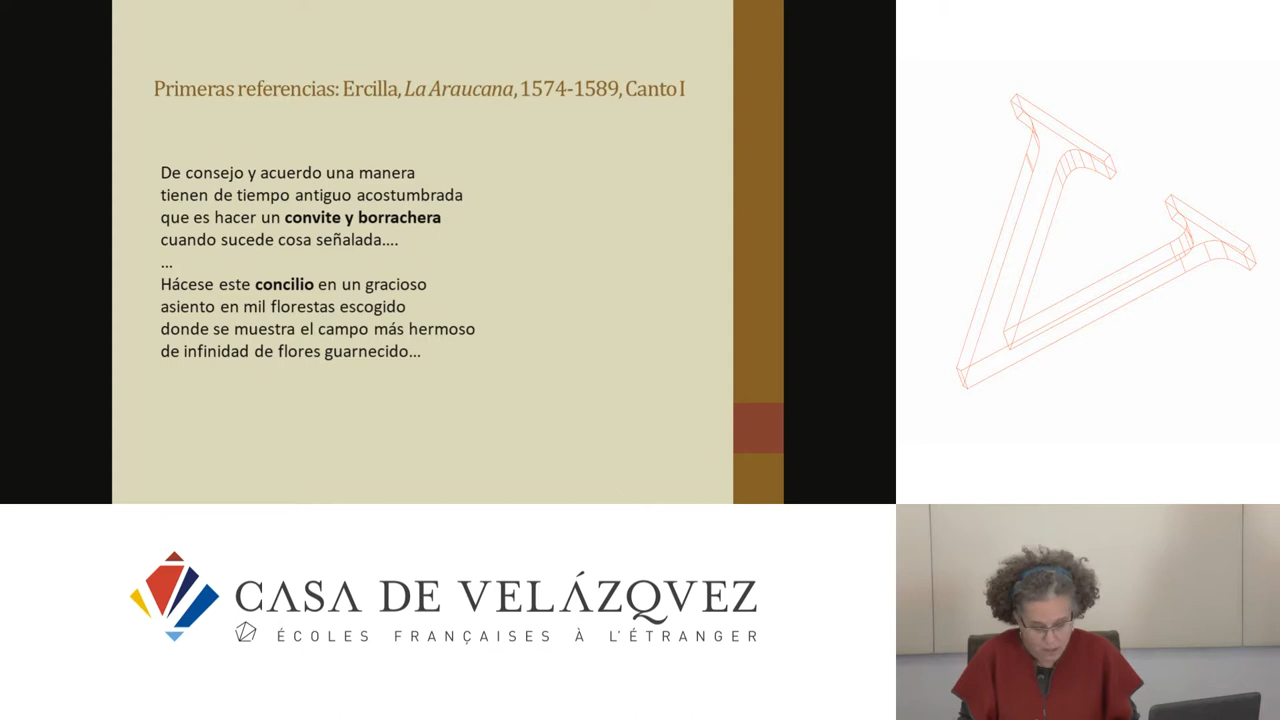 Primeras referencias: Ercilla, La Araucana, 1574-1589, Canto I
De consejo y acuerdo una manera
tienen de tiempo antiguo acostumbrada
que es hacer un convite y borrachera
cuando sucede cosa señalada....
...
Hácese este concilio en un gracioso
asiento en mil florestas escogido
donde se muestra el campo más hermoso
de infinidad de flores guarnecido...
CASA DE VELÁZQVEZ
ÉCOLES FRANÇAISES À L'ÉTRANGER